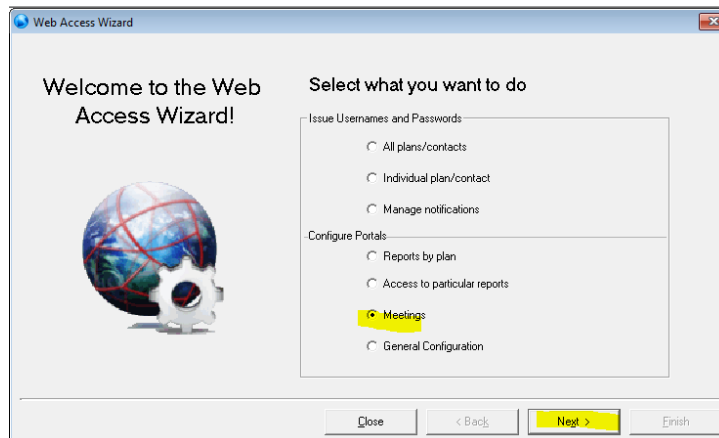 Web Access Wizard
Welcome to the Web
Access Wizard!
Select what you want to do
Issue Usernames and Passwords
All plans/contacts
Individual plan/contact
Manage notifications
Configure Portals
Reports by plan
Access to particular reports
Meetings
General Configuration
Close
< Back
Next >
Finish